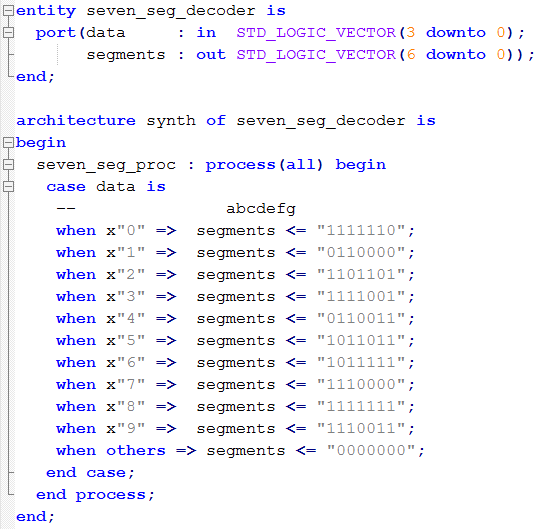 entity seven_seg_decoder is
  port(data     : in  STD_LOGIC_VECTOR(3 downto 0);
       segments : out STD_LOGIC_VECTOR(6 downto 0));
end;

architecture synth of seven_seg_decoder is
begin
  seven_seg_proc : process(all) begin
   case data is
    --               abcdefg
    when x"0" =>  segments <= "1111110";
    when x"1" =>  segments <= "0110000";
    when x"2" =>  segments <= "1101101";
    when x"3" =>  segments <= "1111001";
    when x"4" =>  segments <= "0110011";
    when x"5" =>  segments <= "1011011";
    when x"6" =>  segments <= "1011111";
    when x"7" =>  segments <= "1110000";
    when x"8" =>  segments <= "1111111";
    when x"9" =>  segments <= "1110011";
    when others => segments <= "0000000";
   end case;
  end process;
end;